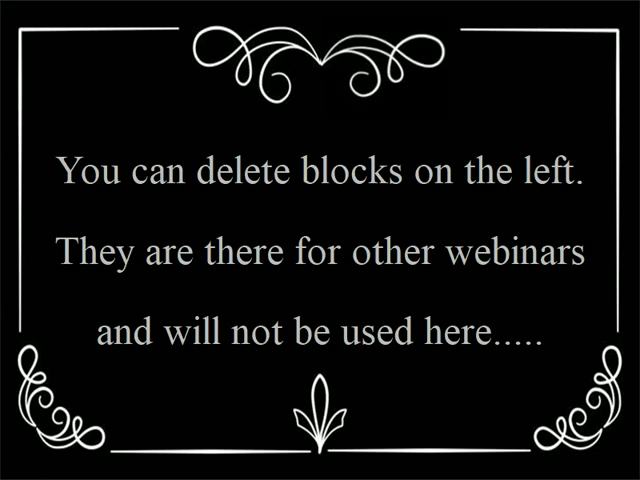 You can delete blocks on the left.
They are there for other webinars
and will not be used here.....